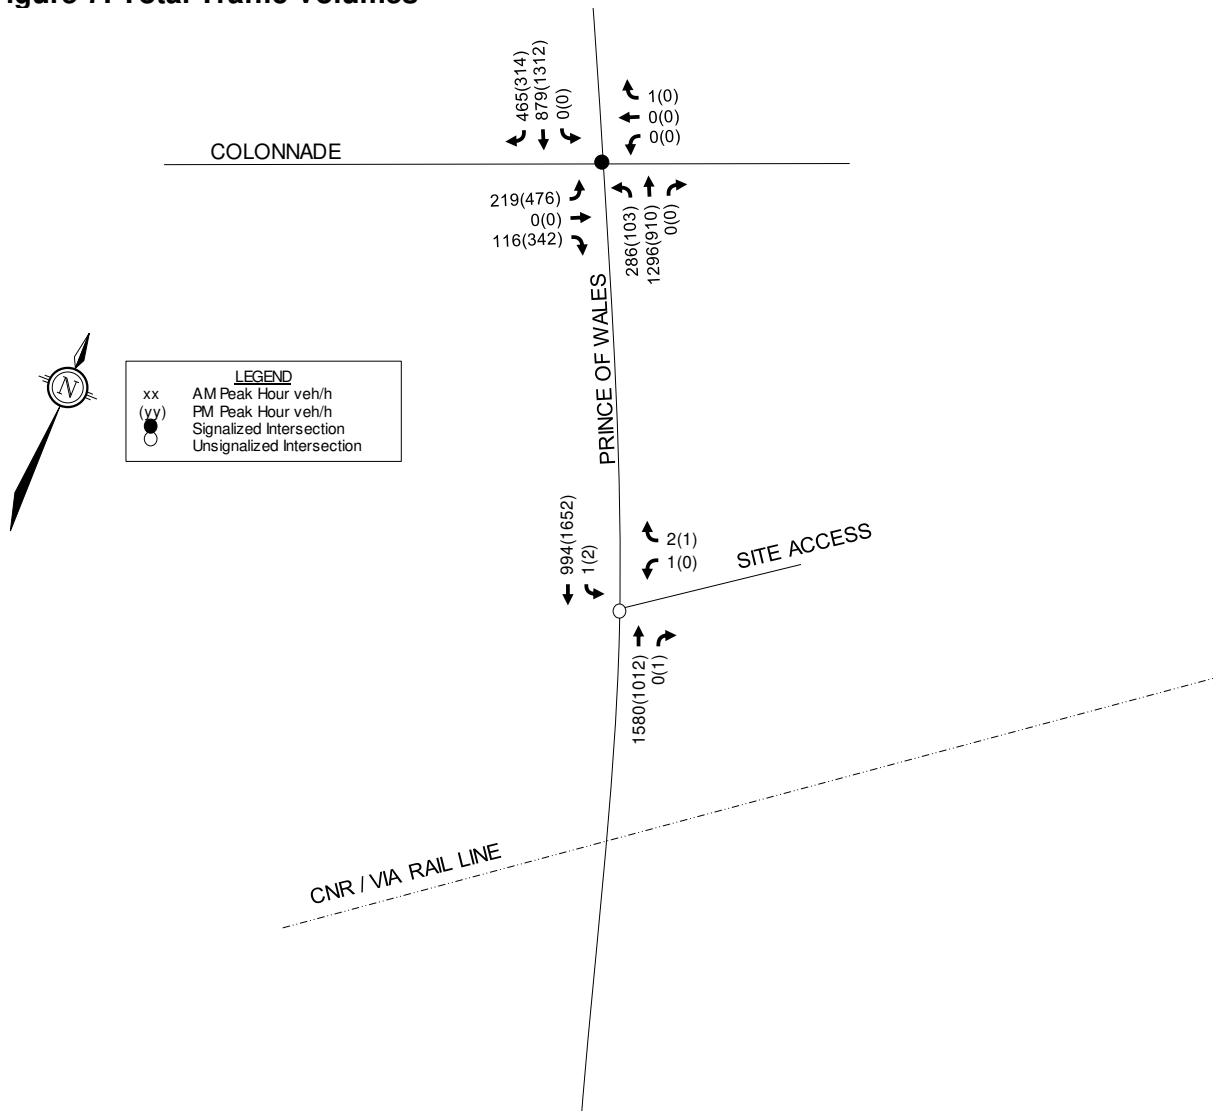 igure 7: Total Traffic Volumes
465(314)
879(1312)
0(0)
1(0)
0(0)
0(0)
COLONNADE
219(476)
0(0)
116(342)
286(103)
1296(910)
0(0)
PRINCE OF WALES
N
LEGEND
xx AM Peak Hour veh/h
(yy) PM Peak Hour veh/h
Signalized Intersection
Unsignalized Intersection
994(1652)
1(2)
2(1)
1(0)
SITE ACCESS
1580(1012)
0(1)
CNR / VIA RAIL LINE